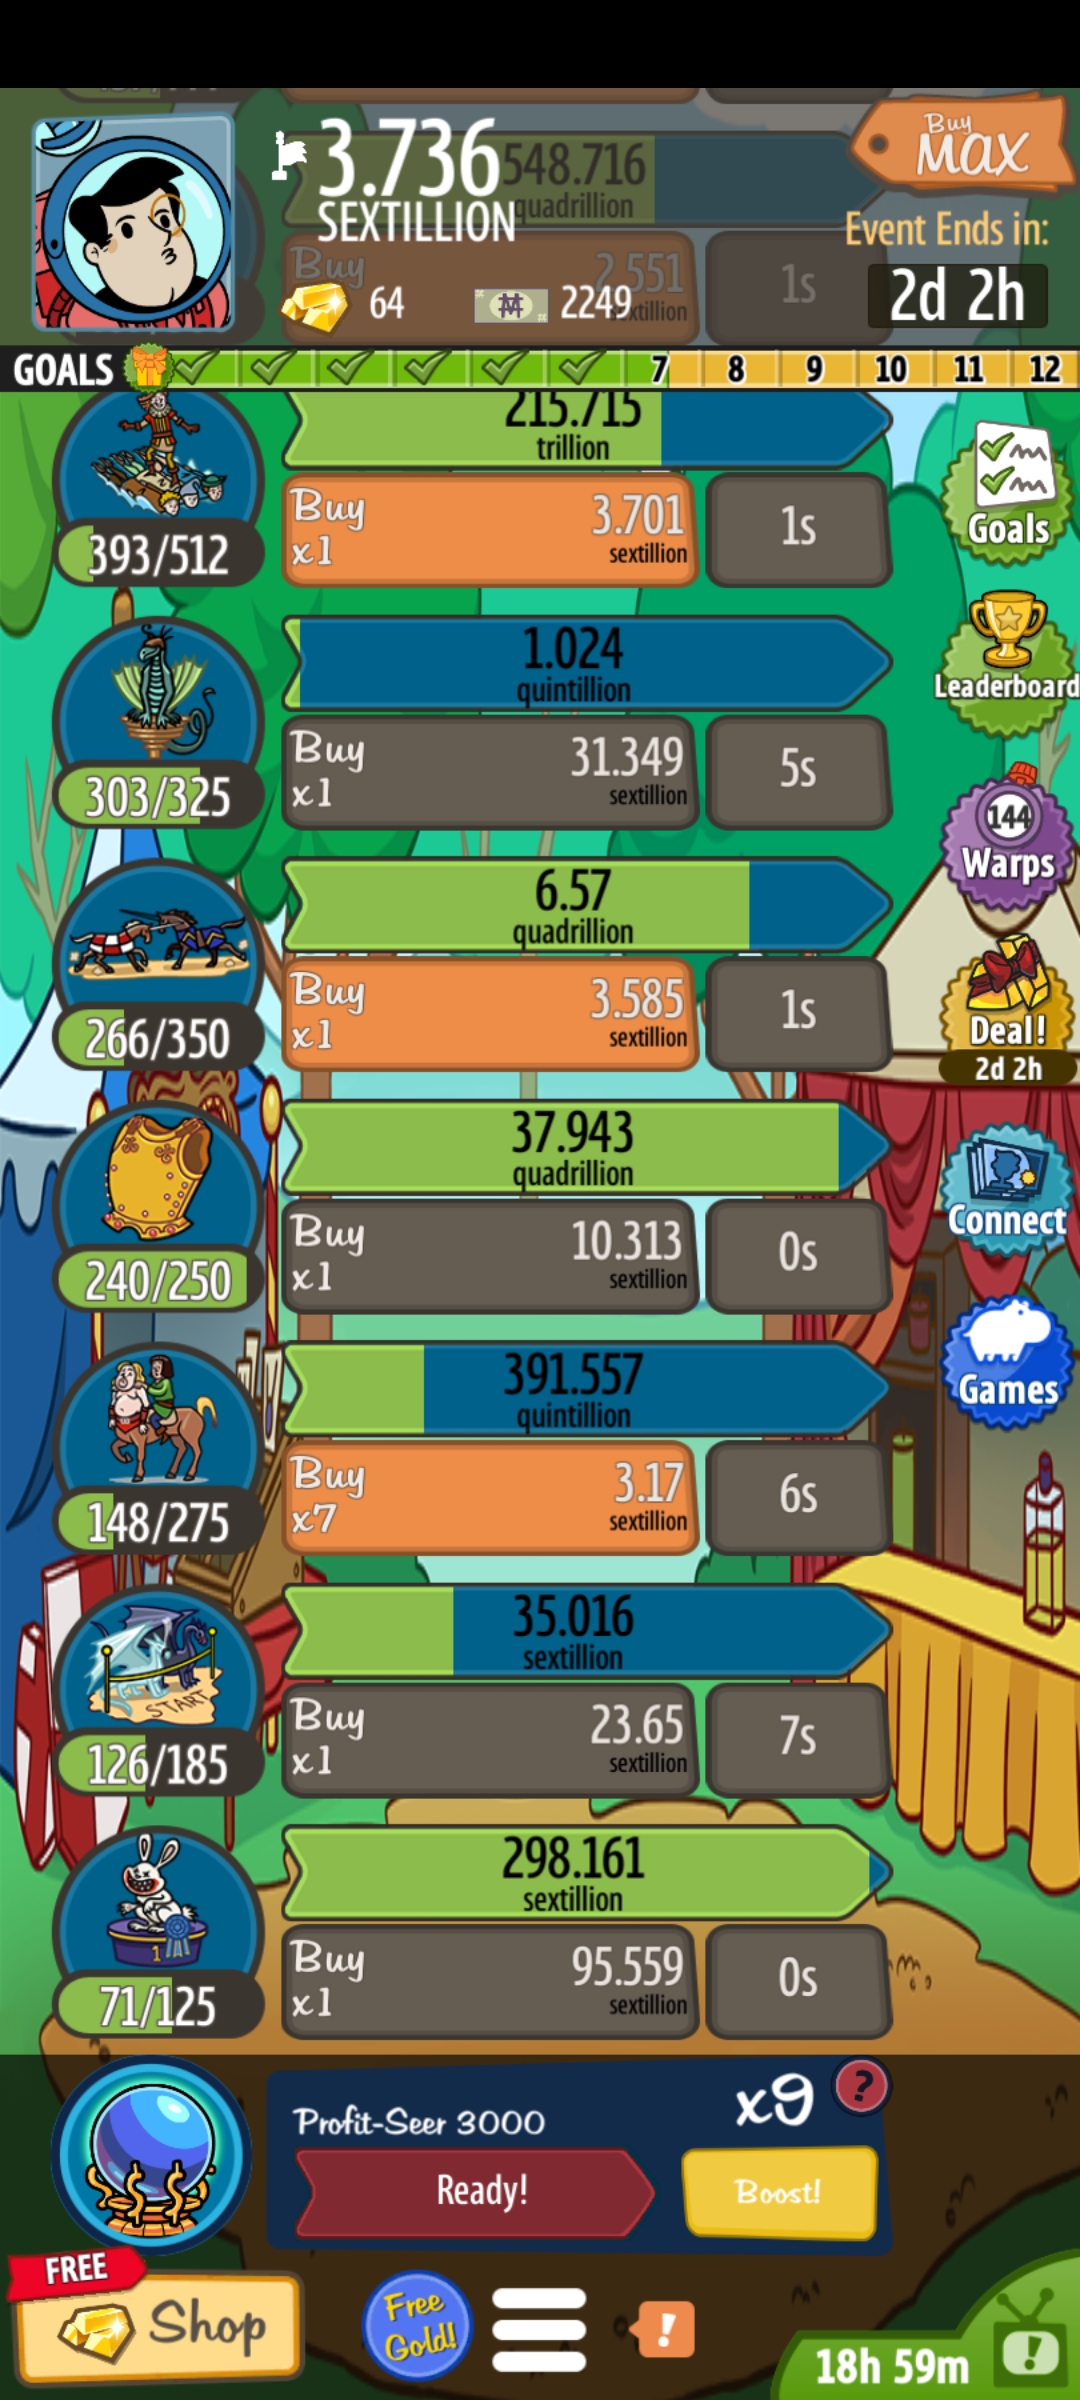 3.736
SEXTILLION
548.716
quadrillion
Buy
MAX
Event Ends in:
2d 2h
Buy
2.551
sextillion
1s
64
2249
GOALS 7 8 9 10 11 12
215.715
trillion
393/512
Buy
x1
3.701
sextillion
1s
Goals
1.024
quintillion
303/325
Buy
x1
31.349
sextillion
5s
Leaderboard
144
Warps
6.57
quadrillion
266/350
Buy
x1
3.585
sextillion
1s
Deal!
2d 2h
37.943
quadrillion
240/250
Buy
x1
10.313
sextillion
0s
Connect
391.557
quintillion
148/275
Buy
x7
3.17
sextillion
6s
Games
35.016
sextillion
START
126/185
Buy
x1
23.65
sextillion
7s
298.161
sextillion
1
71/125
Buy
x1
95.559
sextillion
0s
Profit-Seer 3000
x9
?
Ready!
Boost!
FREE
Shop
Free
Gold!
!
18h 59m
!